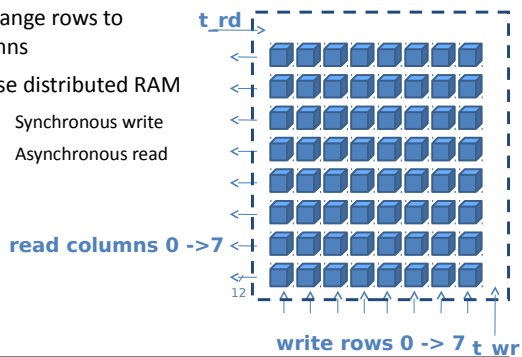 ange rows to
mns
se distributed RAM
Synchronous write
Asynchronous read
t_rd
read columns 0 ->7
12
write rows 0 -> 7
t_wr